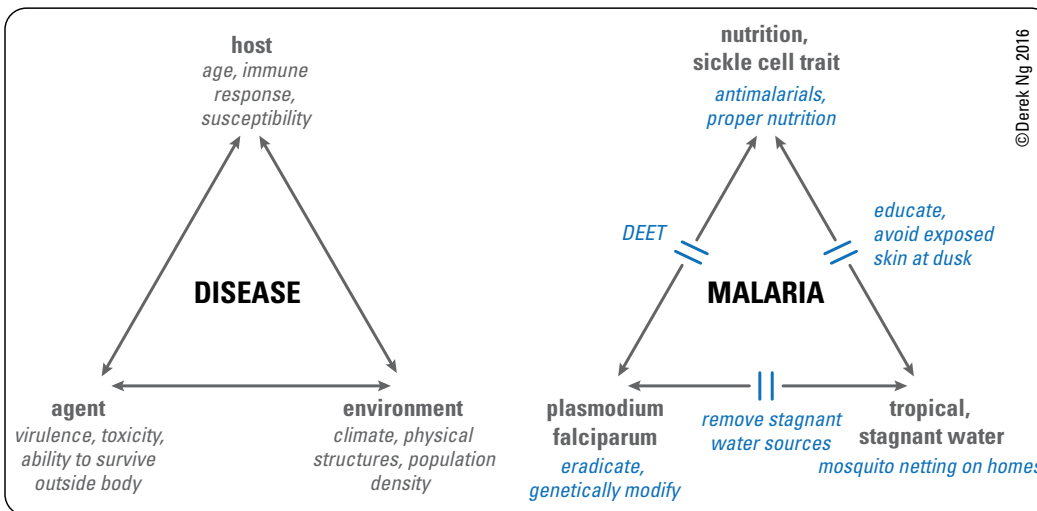 host
age, immune
response,
susceptibility
DISEASE
agent
virulence, toxicity,
ability to survive
outside body
environment
climate, physical
structures, population
density
nutrition,
sickle cell trait
antimalarials,
proper nutrition
DEET
educate,
avoid exposed
skin at dusk
MALARIA
plasmodium
falciparum
eradicate,
genetically modify
remove stagnant
water sources
tropical,
stagnant water
mosquito netting on homes
©Derek Ng 2016